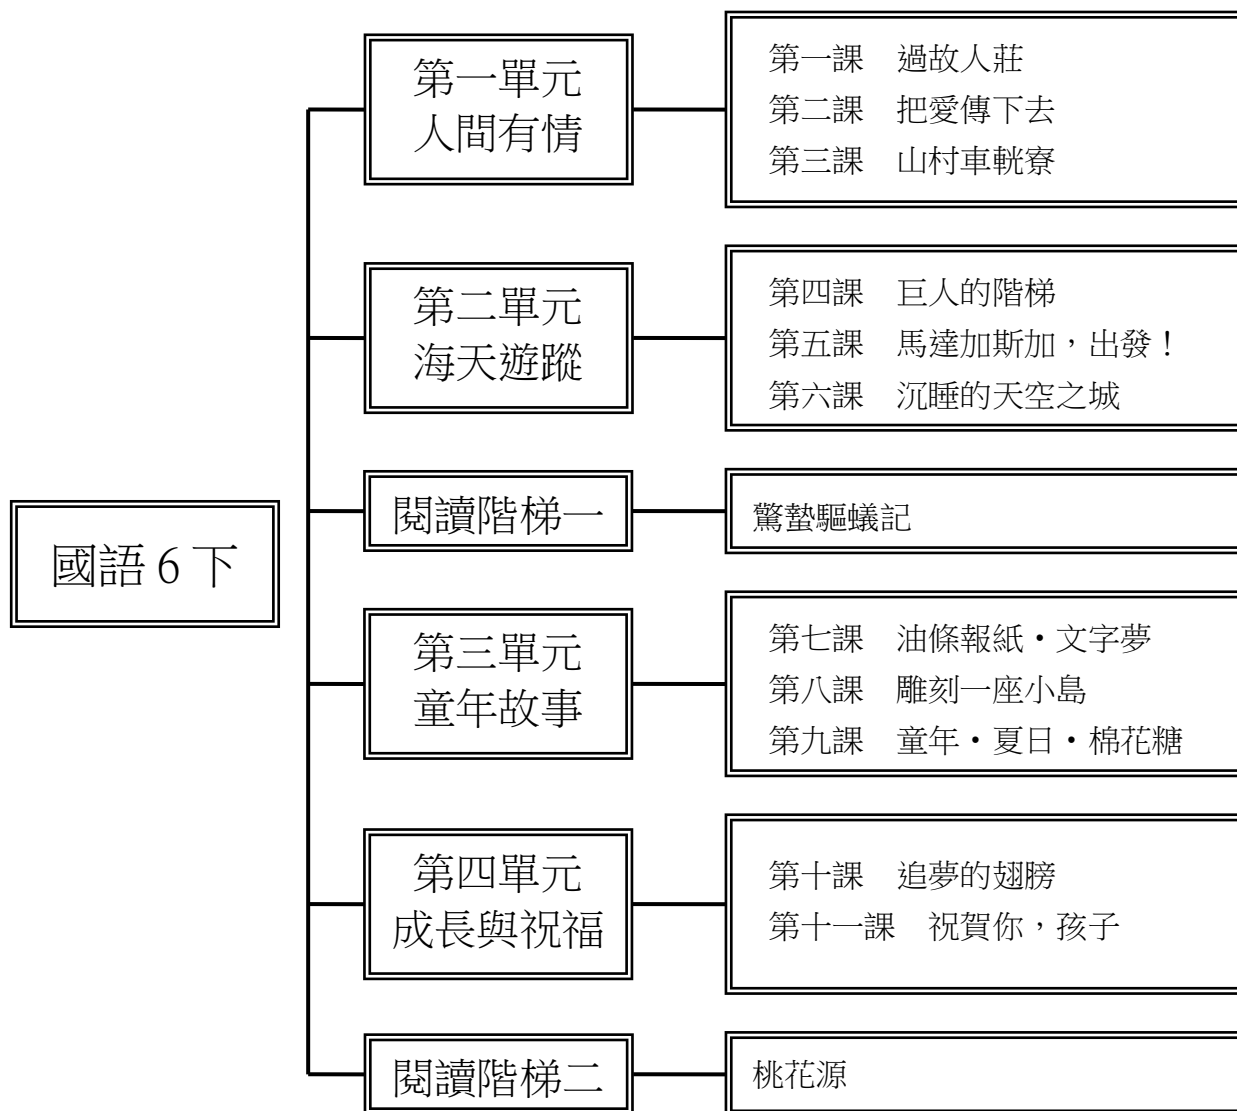 國語6下
第一單元
人間有情
第一課　過故人莊
第二課　把愛傳下去
第三課　山村車輄寮
第二單元
海天遊蹤
第四課　巨人的階梯
第五課　馬達加斯加，出發！
第六課　沉睡的天空之城
閱讀階梯一
驚蟄驅蟻記
第三單元
童年故事
第七課　油條報紙・文字夢
第八課　雕刻一座小島
第九課　童年・夏日・棉花糖
第四單元
成長與祝福
第十課　追夢的翅膀
第十一課　祝賀你，孩子
閱讀階梯二
桃花源